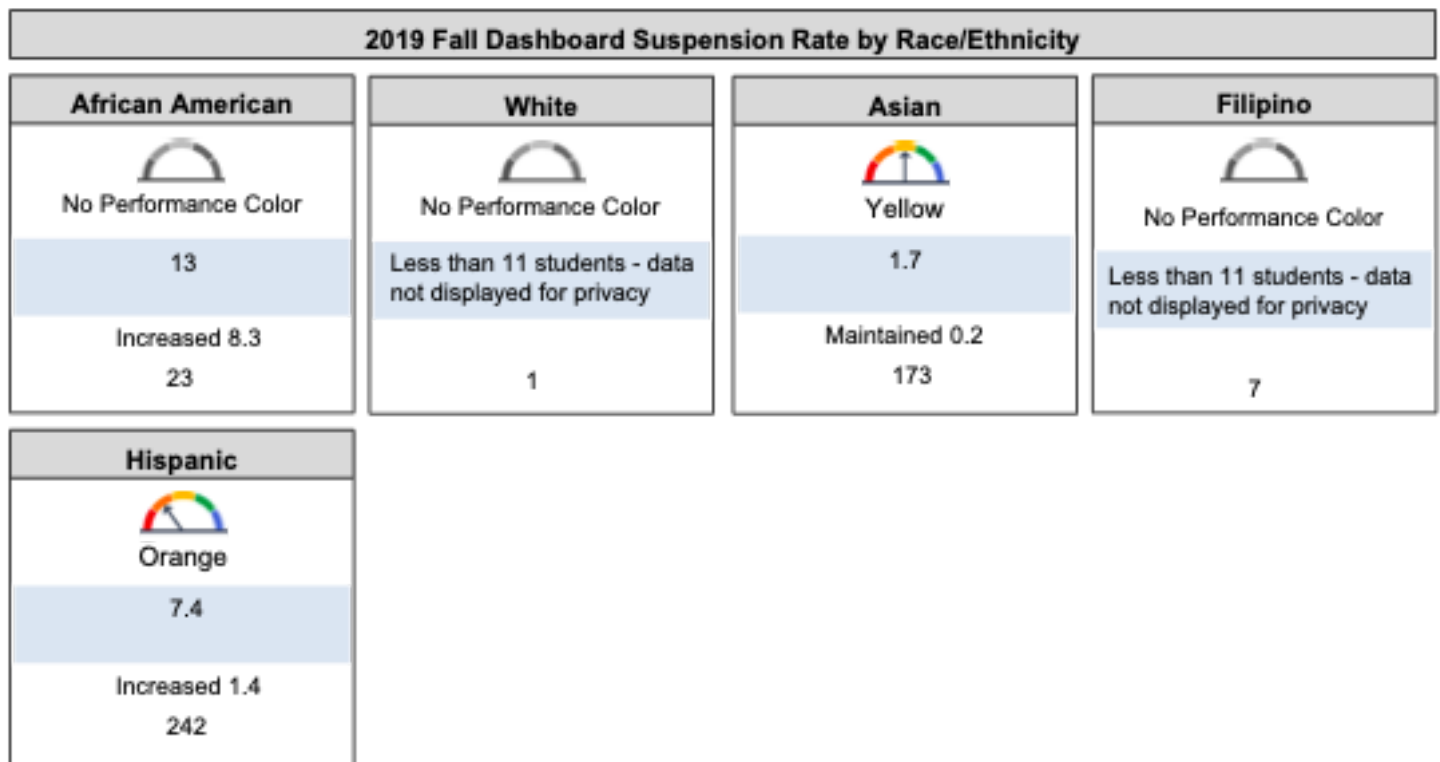 2019 Fall Dashboard Suspension Rate by Race/Ethnicity
African American
No Performance Color
13
Increased 8.3
23
White
No Performance Color
Less than 11 students - data
not displayed for privacy
1
Asian
Yellow
1.7
Maintained 0.2
173
Filipino
No Performance Color
Less than 11 students - data
not displayed for privacy
7
Hispanic
Orange
7.4
Increased 1.4
242